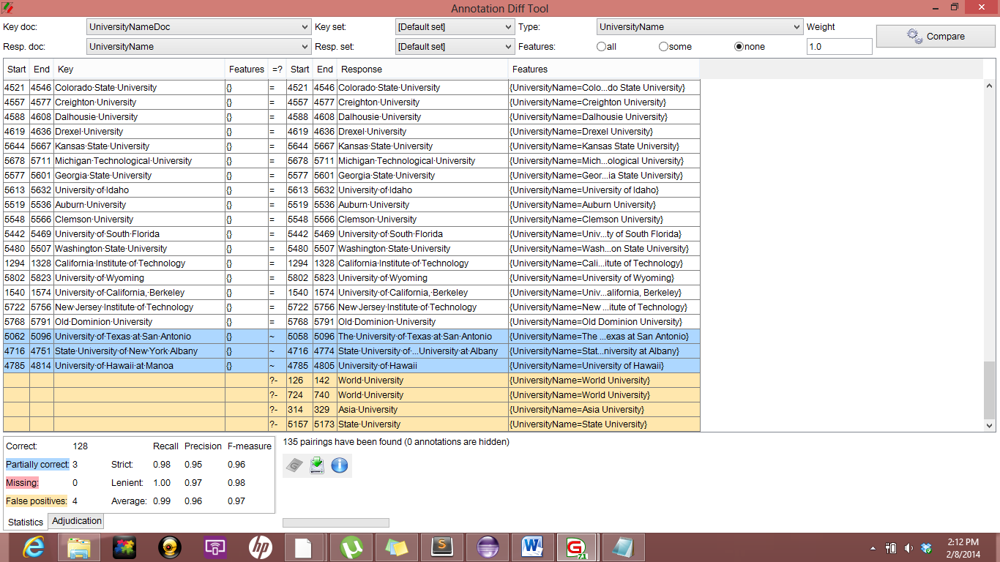 Annotation Diff Tool
Key doc: UniversityNameDoc Key set: [Default set] Type: UniversityName Weight
Resp. doc: UniversityName Resp. set: [Default set] Features: all some none 1.0 Compare
Start End Key Features =? Start End Response Features
4521 4546 Colorado·State·University {} = 4521 4546 Colorado·State·University {UniversityName=Colo...do State University}
4557 4577 Creighton·University {} = 4557 4577 Creighton·University {UniversityName=Creighton University}
4588 4608 Dalhousie·University {} = 4588 4608 Dalhousie·University {UniversityName=Dalhousie University}
4619 4636 Drexel·University {} = 4619 4636 Drexel·University {UniversityName=Drexel University}
5644 5667 Kansas·State·University {} = 5644 5667 Kansas·State·University {UniversityName=Kansas State University}
5678 5711 Michigan·Technological·University {} = 5678 5711 Michigan·Technological·University {UniversityName=Mich...ological University}
5577 5601 Georgia·State·University {} = 5577 5601 Georgia·State·University {UniversityName=Geor...ia State University}
5613 5632 University·of·Idaho {} = 5613 5632 University·of·Idaho {UniversityName=University of Idaho}
5519 5536 Auburn·University {} = 5519 5536 Auburn·University {UniversityName=Auburn University}
5548 5566 Clemson·University {} = 5548 5566 Clemson·University {UniversityName=Clemson University}
5442 5469 University·of·South·Florida {} = 5442 5469 University·of·South·Florida {UniversityName=Univ...ty of South Florida}
5480 5507 Washington·State·University {} = 5480 5507 Washington·State·University {UniversityName=Wash...on State University}
1294 1328 California·Institute·of·Technology {} = 1294 1328 California·Institute·of·Technology {UniversityName=Cali...itute of Technology}
5802 5823 University·of·Wyoming {} = 5802 5823 University·of·Wyoming {UniversityName=University of Wyoming}
1540 1574 University·of·California,·Berkeley {} = 1540 1574 University·of·California,·Berkeley {UniversityName=Univ...alifornia, Berkeley}
5722 5756 New·Jersey·Institute·of·Technology {} = 5722 5756 New·Jersey·Institute·of·Technology {UniversityName=New ...itute of Technology}
5768 5791 Old·Dominion·University {} = 5768 5791 Old·Dominion·University {UniversityName=Old Dominion University}
5062 5096 University·of·Texas·at·San·Antonio {} ~ 5058 5096 The·University·of·Texas·at·San·Antonio {UniversityName=The ...exas at San Antonio}
4716 4751 State·University·of·New·York·Albany {} ~ 4716 4774 State·University·of·...University·at·Albany {UniversityName=Stat...niversity at Albany}
4785 4814 University·of·Hawaii·at·Manoa {} ~ 4785 4805 University·of·Hawaii {UniversityName=University of Hawaii}
?- 126 142 World·University {UniversityName=World University}
?- 724 740 World·University {UniversityName=World University}
?- 314 329 Asia·University {UniversityName=Asia University}
?- 5157 5173 State·University {UniversityName=State University}
Correct: 128 Recall Precision F-measure
Partially correct: 3 Strict: 0.98 0.95 0.96
Missing: 0 Lenient: 1.00 0.97 0.98
False positives: 4 Average: 0.99 0.96 0.97
135 pairings have been found (0 annotations are hidden)
Statistics Adjudication
2:12 PM
2/8/2014